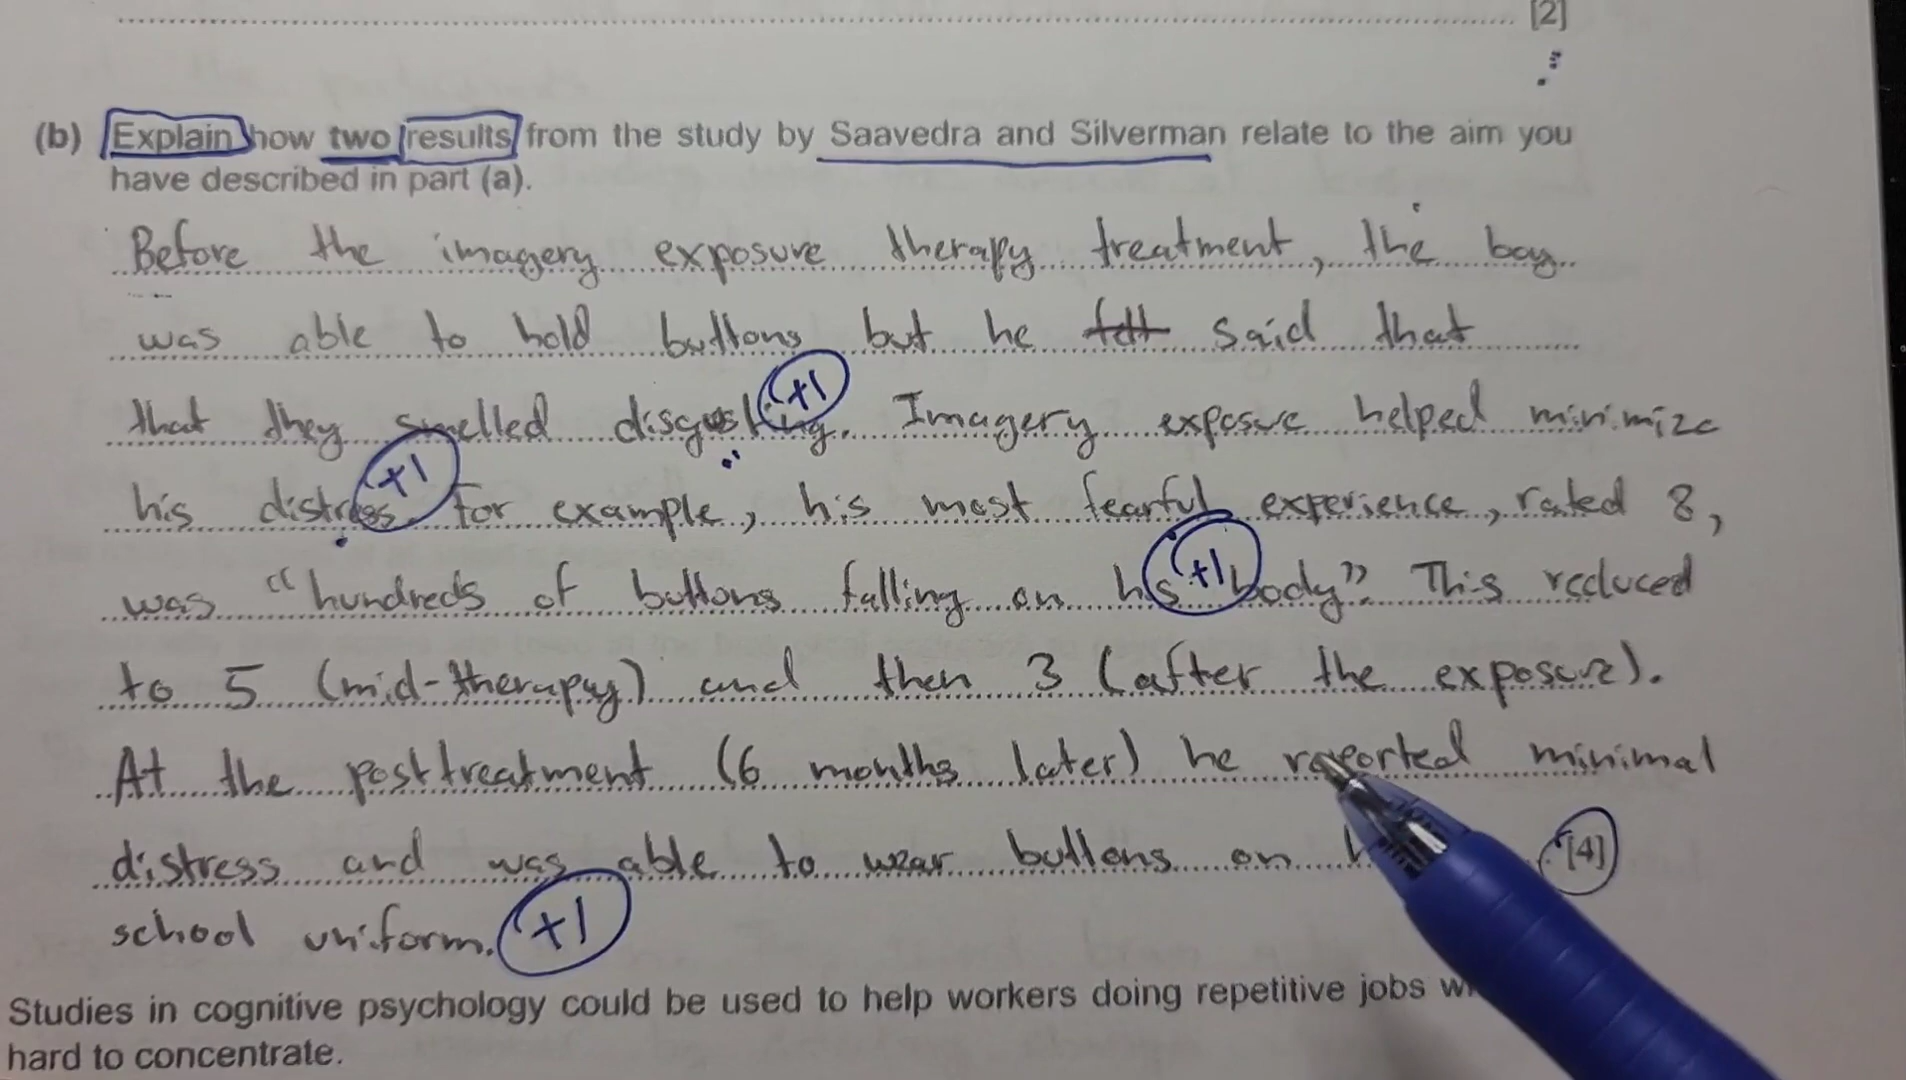 [2]
(b) Explain how two results from the study by Saavedra and Silverman relate to the aim you
have described in part (a).
Before the imagery exposure therapy treatment, the boy
was able to hold buttons but he felt said that
that they smelled disgusting. +1 Imagery exposure helped minimize
his distress +1 For example, his most fearful experience, rated 8,
was "hundreds of buttons falling on his +1 body". This reduced
to 5 (mid-therapy) and then 3 (after the exposure).
At the posttreatment (6 months later) he reported minimal
distress and was able to wear buttons on [4]
school uniform. +1
Studies in cognitive psychology could be used to help workers doing repetitive jobs
hard to concentrate.